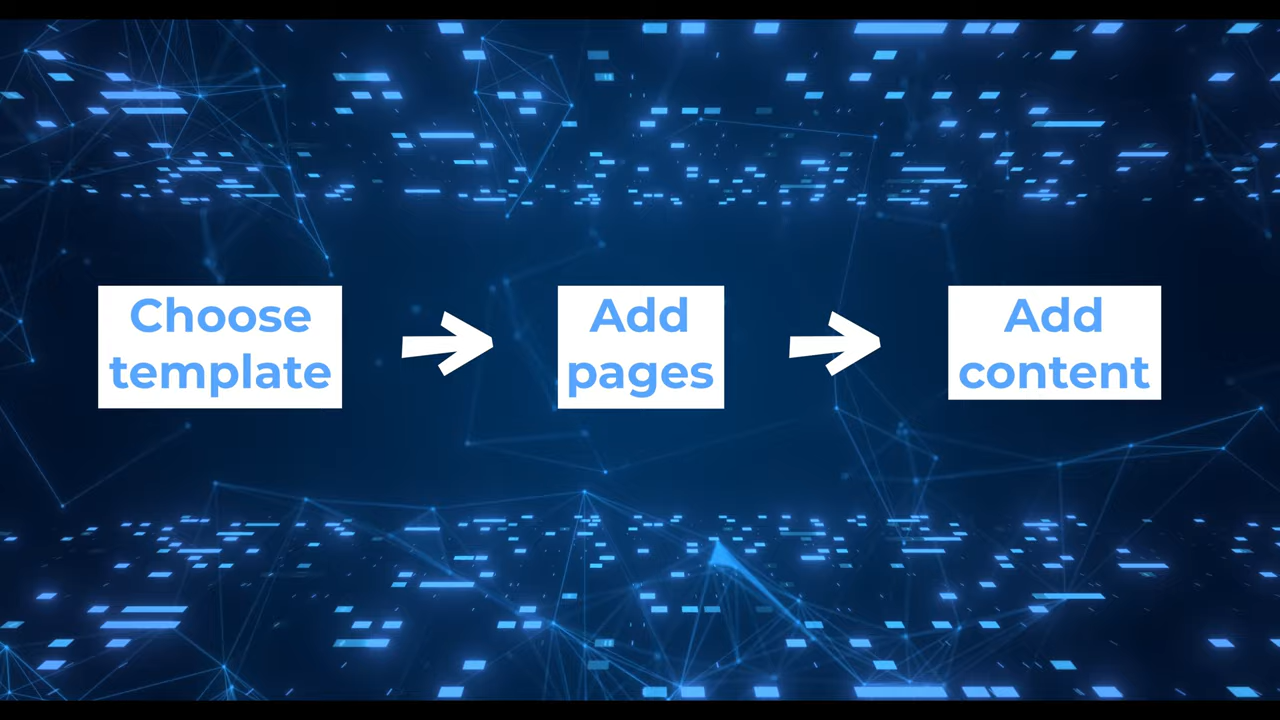 Choose
template
Add
pages
Add
content